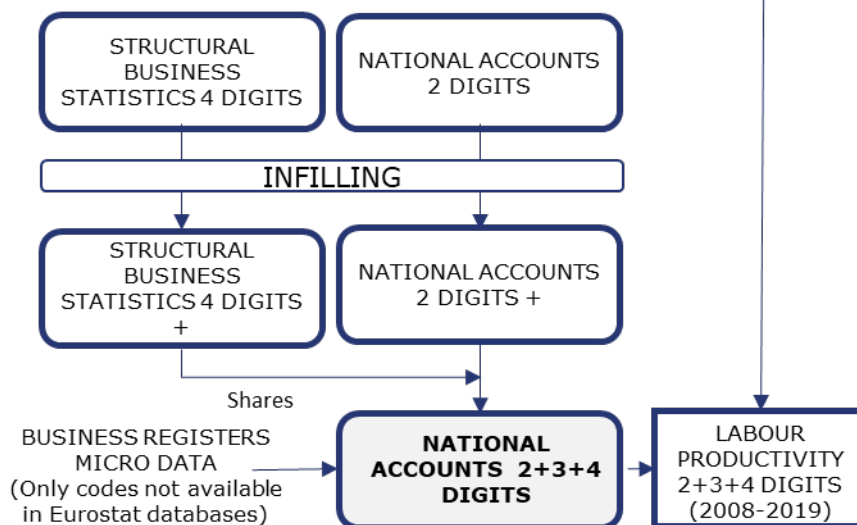 STRUCTURAL
BUSINESS
STATISTICS 4 DIGITS
NATIONAL ACCOUNTS
2 DIGITS
INFILLING
STRUCTURAL
BUSINESS
STATISTICS 4 DIGITS
+
NATIONAL ACCOUNTS
2 DIGITS +
Shares
BUSINESS REGISTERS
MICRO DATA
(Only codes not available
in Eurostat databases)
NATIONAL
ACCOUNTS 2+3+4
DIGITS
LABOUR
PRODUCTIVITY
2+3+4 DIGITS
(2008-2019)